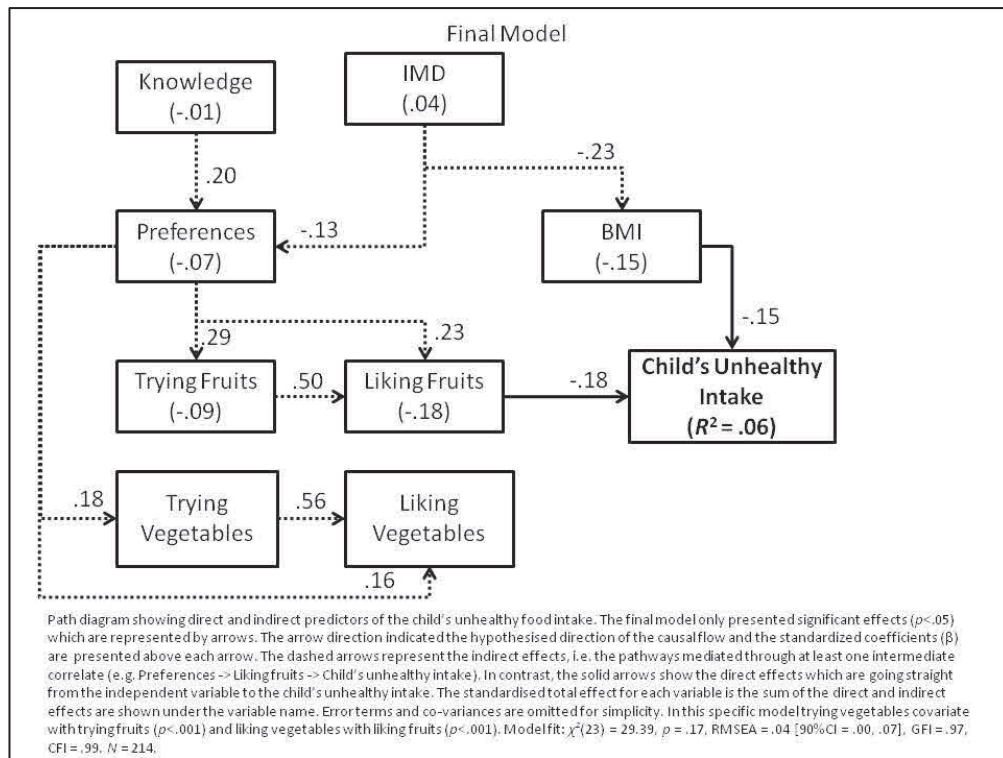 Final Model
Knowledge
(-.01)
IMD
(.04)
-.23
.20
Preferences
(-.07)
-.13
BMI
(-.15)
-.15
.29
.23
Trying Fruits
(-.09)
.50
Liking Fruits
(-.18)
-.18
Child's Unhealthy
Intake
(R² = .06)
.18
Trying
Vegetables
.56
Liking
Vegetables
.16
Path diagram showing direct and indirect predictors of the child's unhealthy food intake. The final model only presented significant effects (p<.05)
which are represented by arrows. The arrow direction indicated the hypothesised direction of the causal flow and the standardized coefficients (β)
are presented above each arrow. The dashed arrows represent the indirect effects, i.e. the pathways mediated through at least one intermediate
correlate (e.g. Preferences -> Liking fruits -> Child's unhealthy intake). In contrast, the solid arrows show the direct effects which are going straight
from the independent variable to the child's unhealthy intake. The standardised total effect for each variable is the sum of the direct and indirect
effects are shown under the variable name. Error terms and co-variances are omitted for simplicity. In this specific model trying vegetables covariate
with trying fruits (p<.001) and liking vegetables with liking fruits (p<.001). Model fit: χ²(23) = 29.39, p = .17, RMSEA = .04 [90%CI = .00, .07], GFI = .97,
CFI = .99. N = 214.